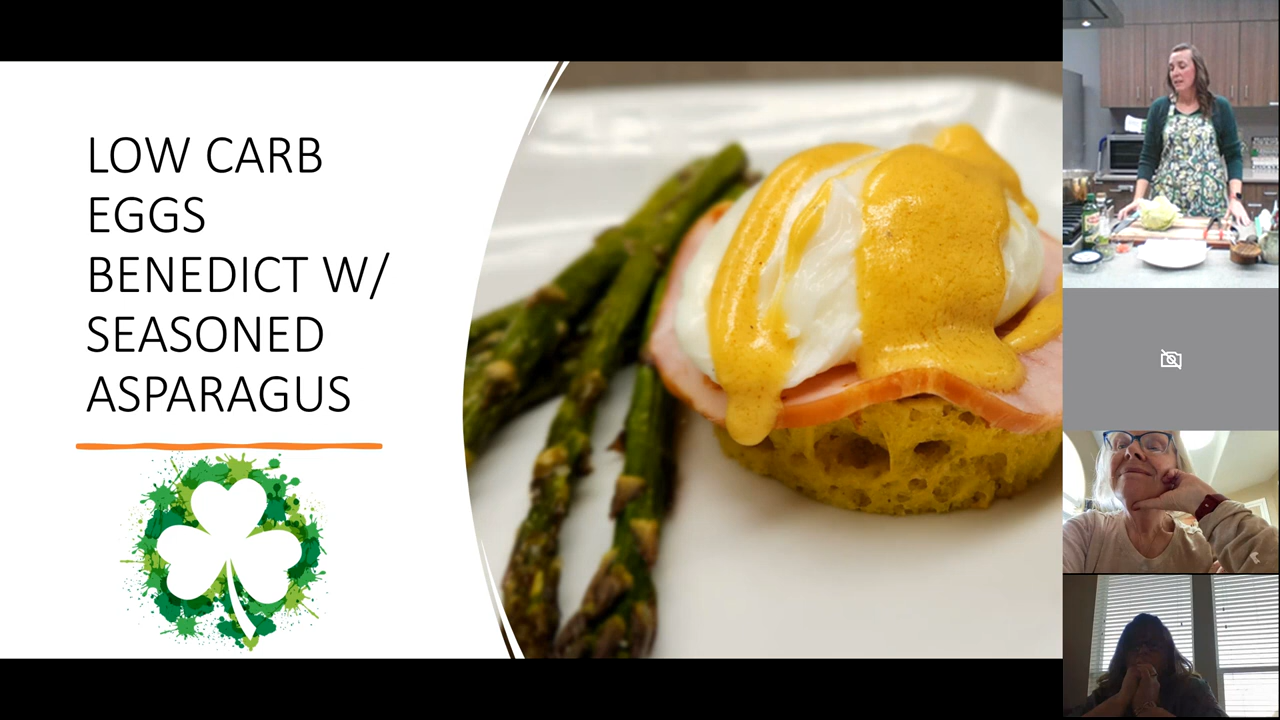 LOW CARB
EGGS
BENEDICT W/
SEASONED
ASPARAGUS